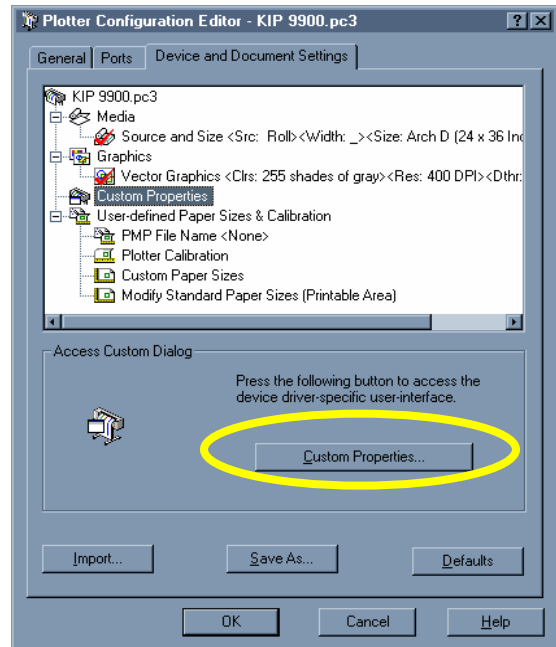 Plotter Configuration Editor - KIP 9900.pc3
General Ports Device and Document Settings
KIP 9900.pc3
Media
Source and Size <Src: Roll><Width: _><Size: Arch D (24 x 36 Inc
Graphics
Vector Graphics <Clrs: 255 shades of gray><Res: 400 DPI><Dthr:
Custom Properties
User-defined Paper Sizes & Calibration
PMP File Name <None>
Plotter Calibration
Custom Paper Sizes
Modify Standard Paper Sizes (Printable Area)
Access Custom Dialog
Press the following button to access the
device driver-specific user-interface.
Custom Properties...
Import... Save As... Defaults
OK Cancel Help